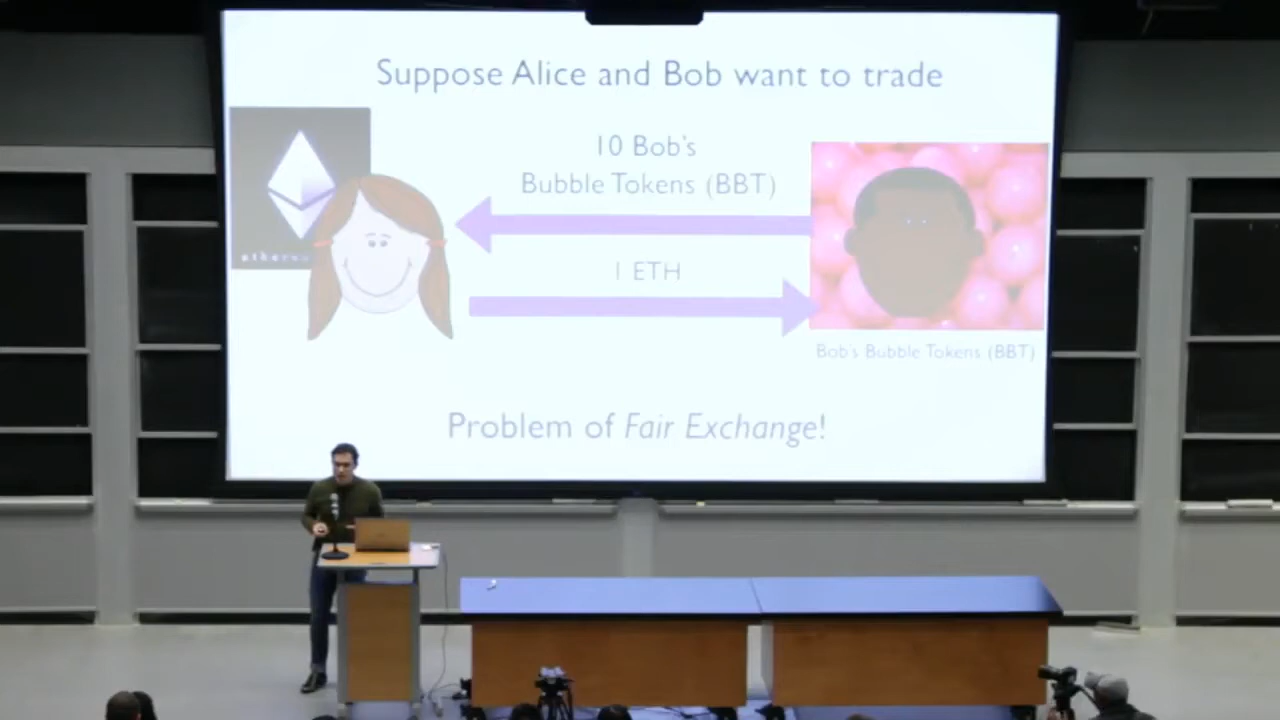 Suppose Alice and Bob want to trade
10 Bob's
Bubble Tokens (BBT)
1 ETH
Bob's Bubble Tokens (BBT)
Problem of Fair Exchange!